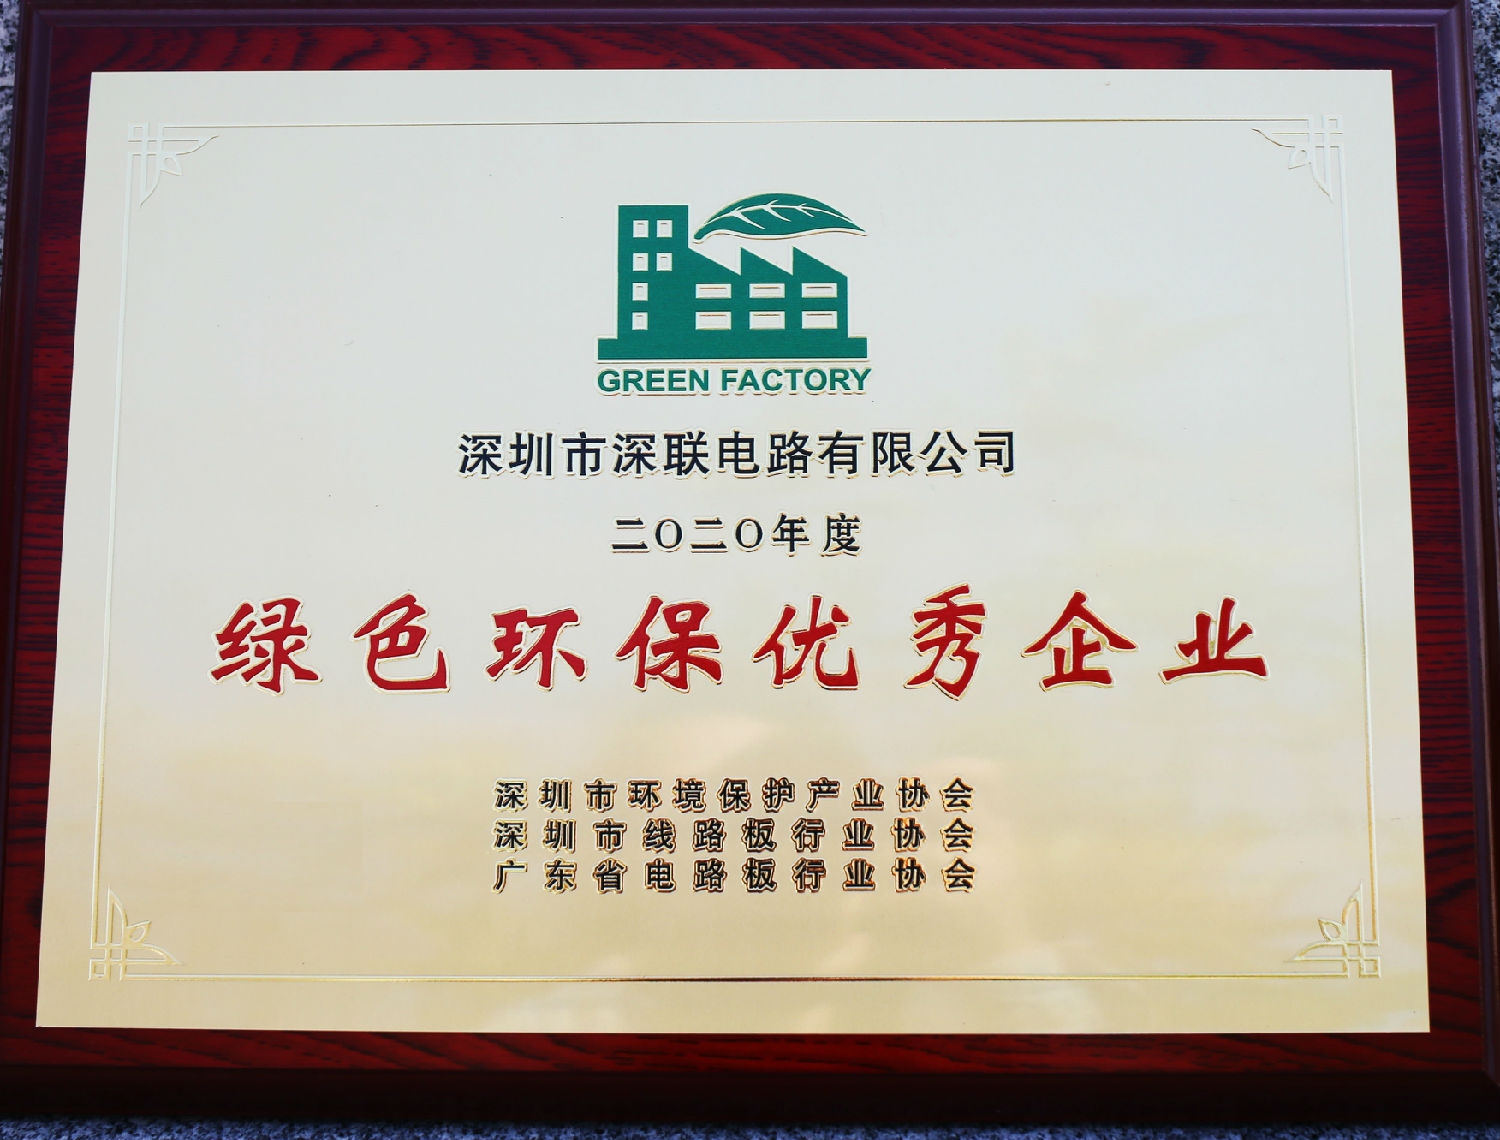 GREEN FACTORY
深圳市深联电路有限公司
二〇二〇年度
绿色环保优秀企业
深圳市环境保护产业协会
深圳市线路板行业协会
广东省电路板行业协会